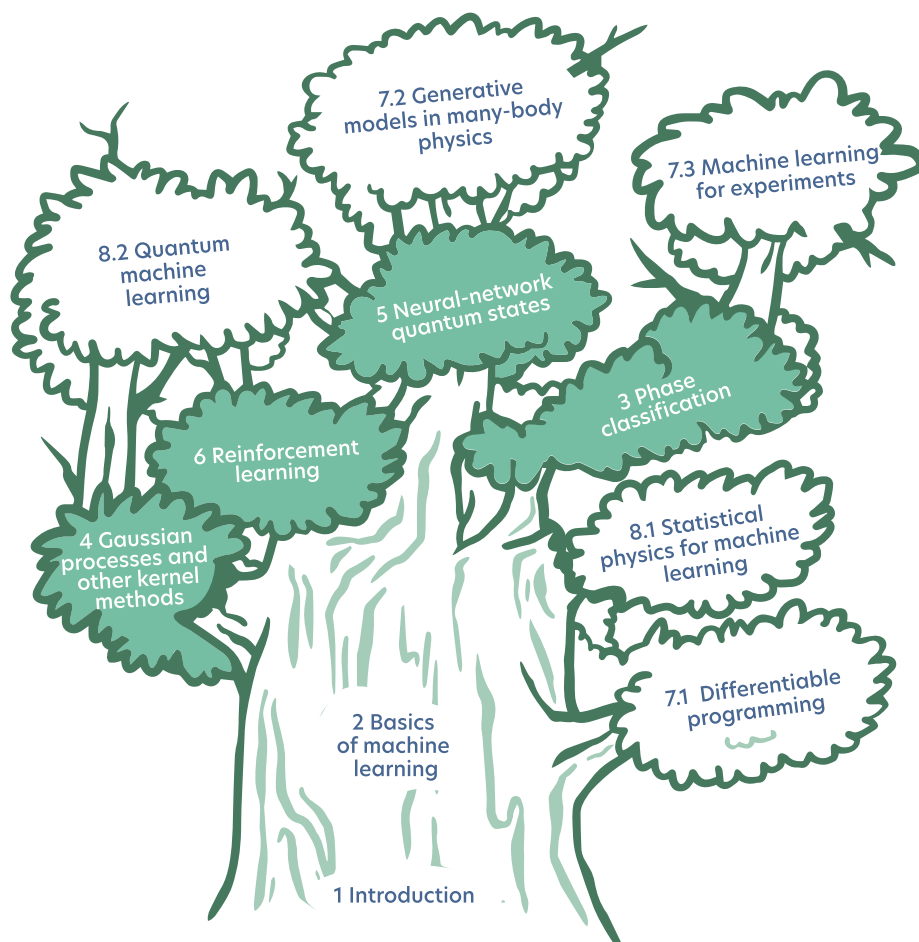 7.2 Generative
models in many-body
physics
7.3 Machine learning
for experiments
8.2 Quantum
machine
learning
5 Neural-network
quantum states
3 Phase
classification
6 Reinforcement
learning
4 Gaussian
processes and
other kernel
methods
8.1 Statistical
physics for machine
learning
7.1 Differentiable
programming
2 Basics
of machine
learning
1 Introduction